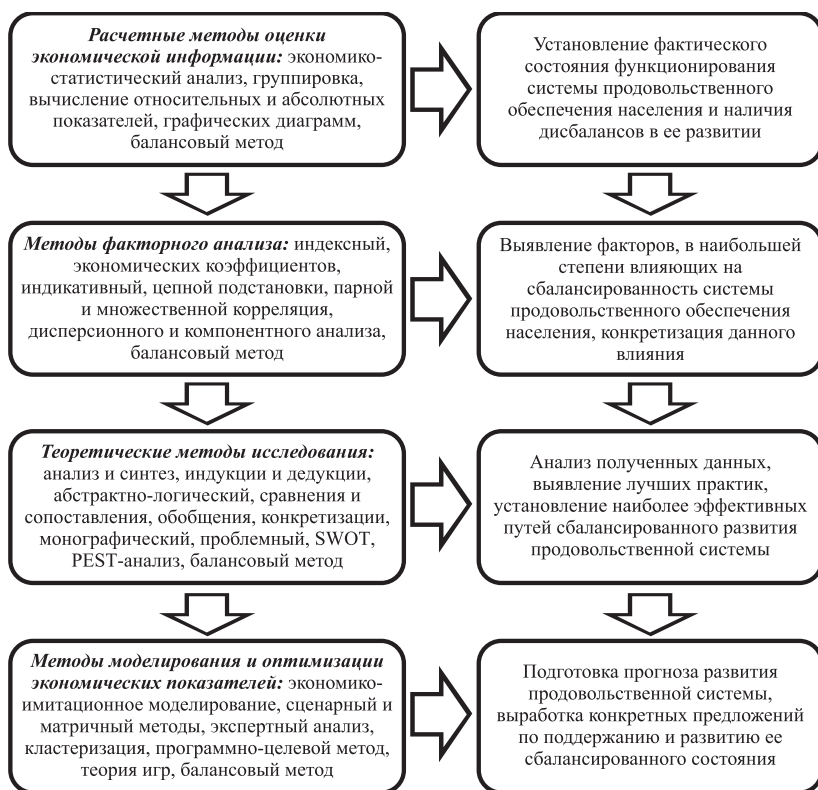 Расчетные методы оценки
экономической информации: экономико-
статистический анализ, группировка,
вычисление относительных и абсолютных
показателей, графических диаграмм,
балансовый метод
Установление фактического
состояния функционирования
системы продовольственного
обеспечения населения и наличия
дисбалансов в ее развитии
Методы факторного анализа: индексный,
экономических коэффициентов,
индикативный, цепной подстановки, парной
и множественной корреляция,
дисперсионного и компонентного анализа,
балансовый метод
Выявление факторов, в наибольшей
степени влияющих на
сбалансированность системы
продовольственного обеспечения
населения, конкретизация данного
влияния
Теоретические методы исследования:
анализ и синтез, индукции и дедукции,
абстрактно-логический, сравнения и
сопоставления, обобщения, конкретизации,
монографический, проблемный, SWOT,
PEST-анализ, балансовый метод
Анализ полученных данных,
выявление лучших практик,
установление наиболее эффективных
путей сбалансированного развития
продовольственной системы
Методы моделирования и оптимизации
экономических показателей: экономико-
имитационное моделирование, сценарный и
матричный методы, экспертный анализ,
кластеризация, программно-целевой метод,
теория игр, балансовый метод
Подготовка прогноза развития
продовольственной системы,
выработка конкретных предложений
по поддержанию и развитию ее
сбалансированного состояния